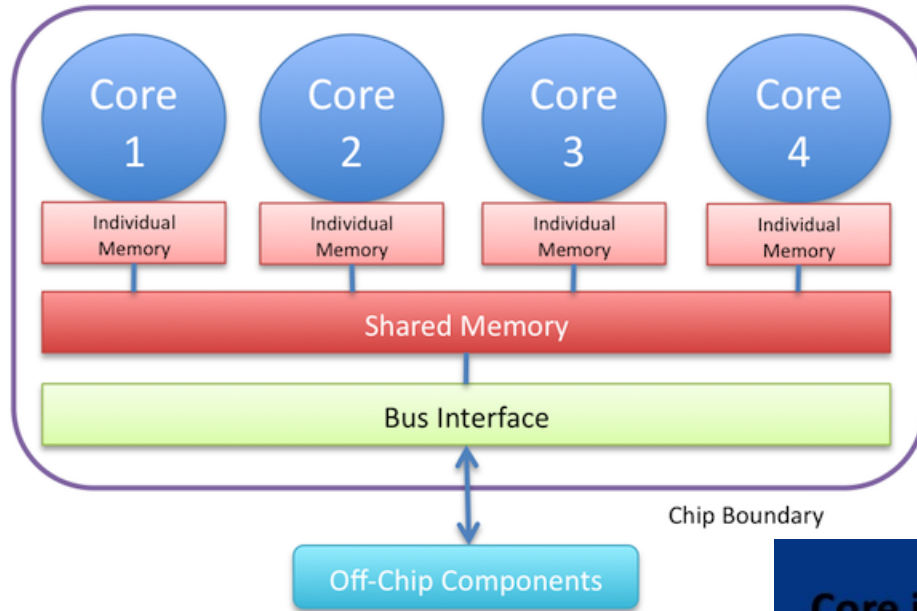 Core Core Core Core
1 2 3 4
Individual Individual Individual Individual
Memory Memory Memory Memory
Shared Memory
Bus Interface
Chip Boundary
Off-Chip Components
Core i